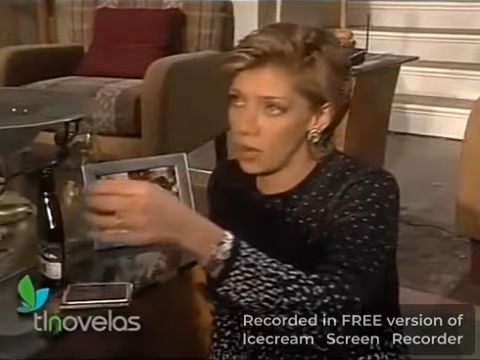 tlnovelas
Recorded in FREE version of
Icecream Screen Recorder